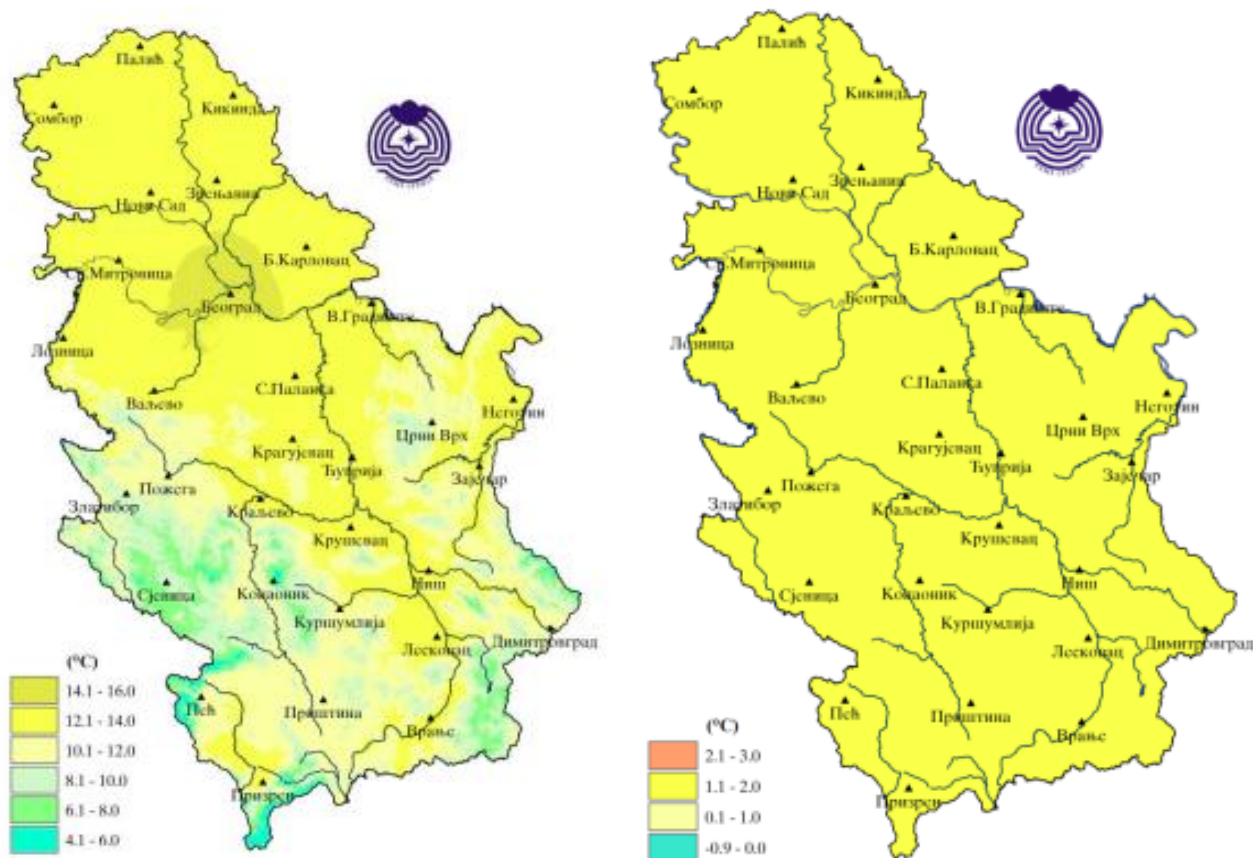 Палић
Кикинда
Сомбор
Зрењанин
Нови Сад
Б.Карловац
Ср.Митровица
Београд
В.Градиште
Лозница
С.Паланка
Ваљево
Неготин
Црни Врх
Крагујевац
Ћуприја
Зајечар
Пожега
Златибор
Краљево
Крушевац
Ниш
Сјеница
Копаоник
Куршумлија
Лесковац
Димитровград
Пећ
Приштина
Врање
Призрен
(°C)
14.1 - 16.0
12.1 - 14.0
10.1 - 12.0
8.1 - 10.0
6.1 - 8.0
4.1 - 6.0
Палић
Кикинда
Сомбор
Зрењанин
Нови Сад
Б.Карловац
Ср.Митровица
Београд
В.Градиште
Лозница
С.Паланка
Ваљево
Неготин
Црни Врх
Крагујевац
Ћуприја
Зајечар
Пожега
Златибор
Краљево
Крушевац
Ниш
Сјеница
Копаоник
Куршумлија
Лесковац
Димитровград
Пећ
Приштина
Врање
Призрен
(°C)
2.1 - 3.0
1.1 - 2.0
0.1 - 1.0
-0.9 - 0.0